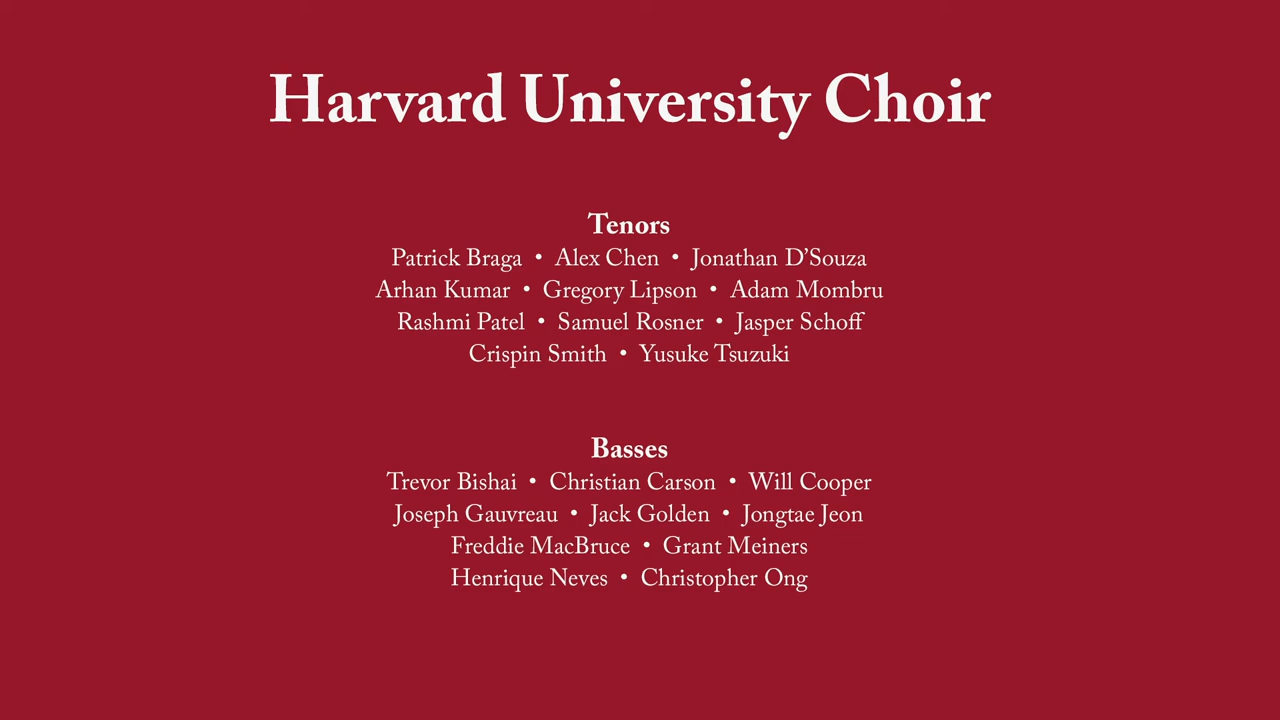 Harvard University Choir
Tenors
Patrick Braga • Alex Chen • Jonathan D’Souza
Arhan Kumar • Gregory Lipson • Adam Mombru
Rashmi Patel • Samuel Rosner • Jasper Schoff
Crispin Smith • Yusuke Tsuzuki
Basses
Trevor Bishai • Christian Carson • Will Cooper
Joseph Gauvreau • Jack Golden • Jongtae Jeon
Freddie MacBruce • Grant Meiners
Henrique Neves • Christopher Ong